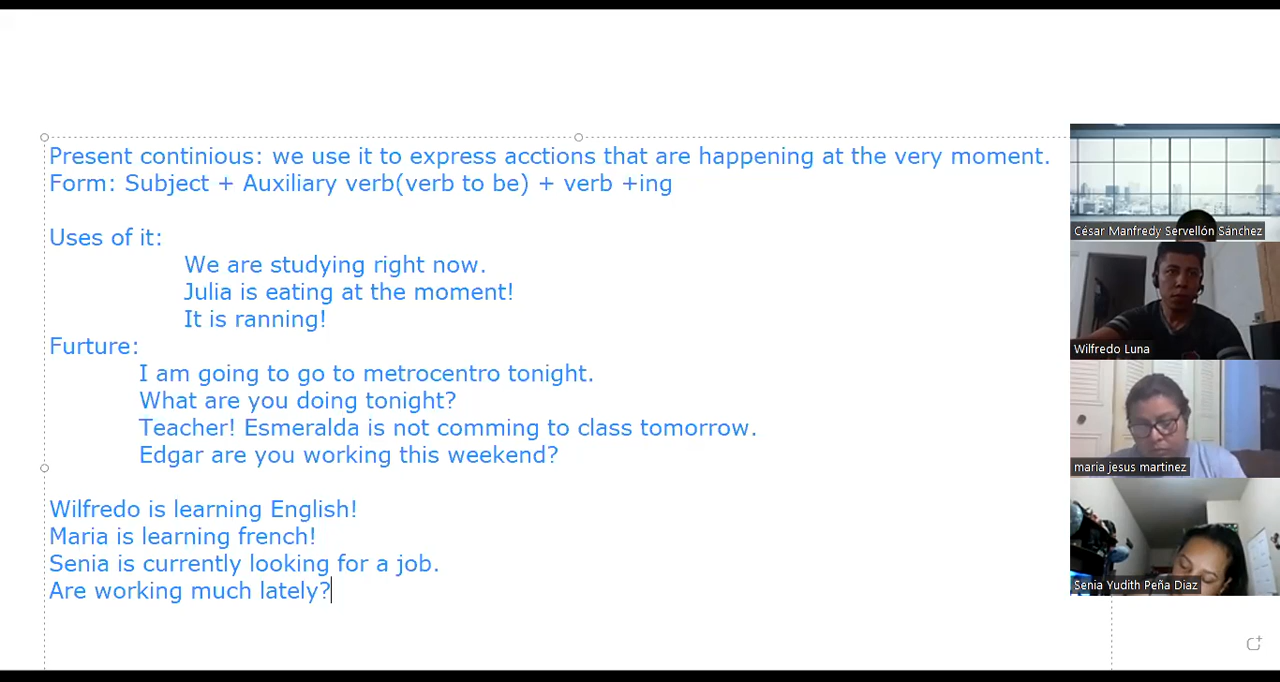 Present continious: we use it to express acctions that are happening at the very moment.
Form: Subject + Auxiliary verb(verb to be) + verb +ing
Uses of it:
We are studying right now.
Julia is eating at the moment!
It is ranning!
Furture:
I am going to go to metrocentro tonight.
What are you doing tonight?
Teacher! Esmeralda is not comming to class tomorrow.
Edgar are you working this weekend?
Wilfredo is learning English!
Maria is learning french!
Senia is currently looking for a job.
Are working much lately?
César Manfredy Servellón Sánchez
Wilfredo Luna
maria jesus martinez
Senia Yudith Peña Diaz